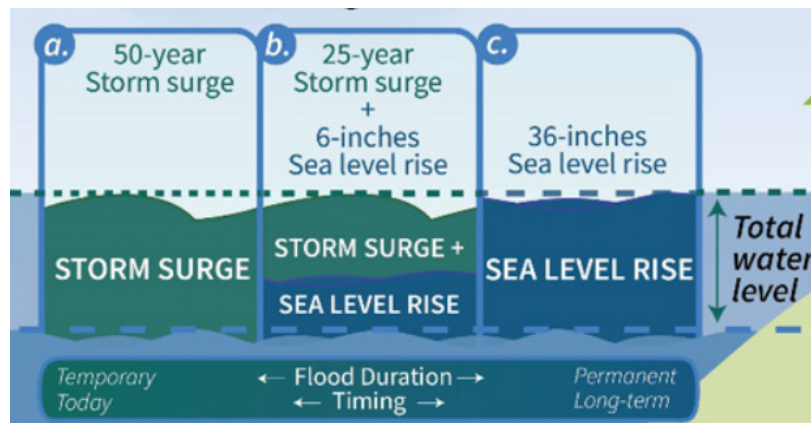 a.
50-year
Storm surge
b.
25-year
Storm surge
+
6-inches
Sea level rise
c.
36-inches
Sea level rise
STORM SURGE
STORM SURGE +
SEA LEVEL RISE
SEA LEVEL RISE
Total
water
level
Temporary
Today
← Flood Duration →
← Timing →
Permanent
Long-term